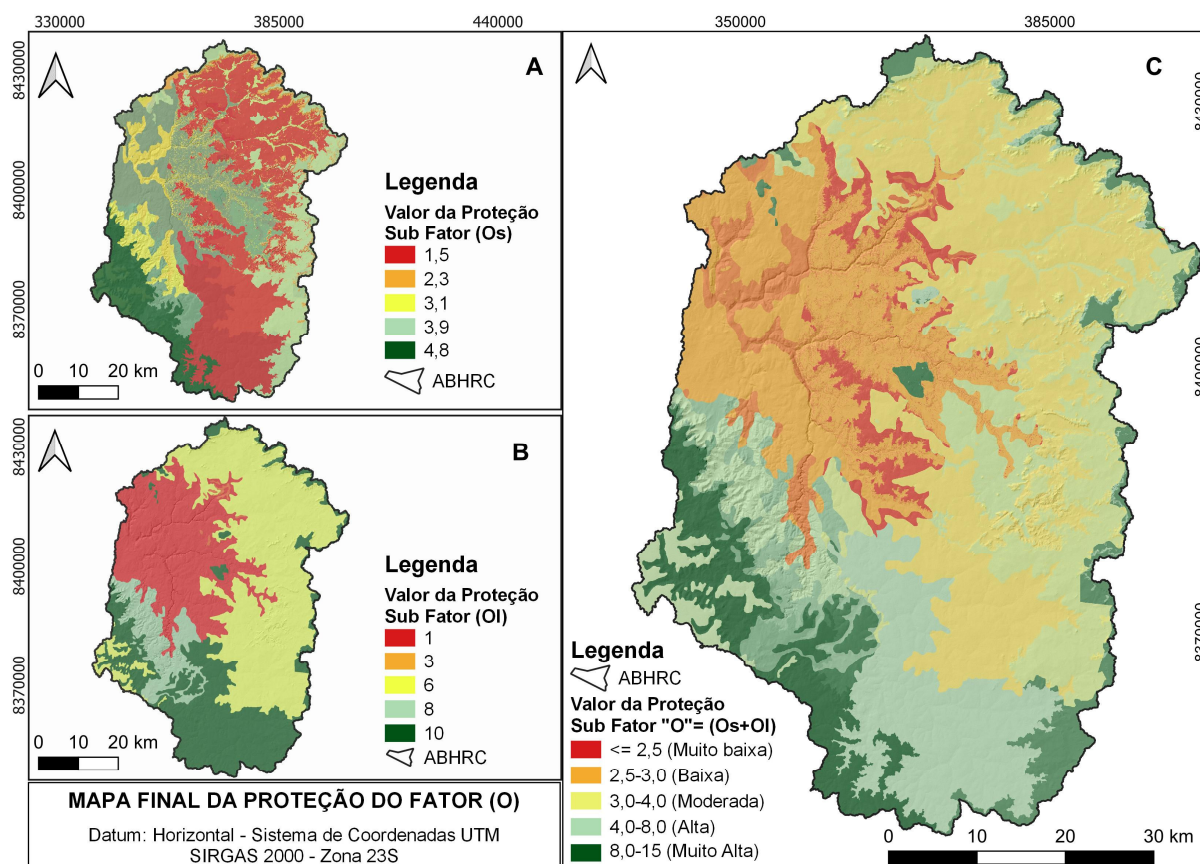 330000
385000
440000
350000
385000
8430000
8400000
8370000
A
Legenda
Valor da Proteção
Sub Fator (Os)
1,5
2,3
3,1
3,9
4,8
ABHRC
0 10 20 km
8430000
8400000
8370000
B
Legenda
Valor da Proteção
Sub Fator (Ol)
1
3
6
8
10
ABHRC
0 10 20 km
MAPA FINAL DA PROTEÇÃO DO FATOR (O)
Datum: Horizontal - Sistema de Coordenadas UTM
SIRGAS 2000 - Zona 23S
C
8400000
8370000
Legenda
ABHRC
Valor da Proteção
Sub Fator "O"= (Os+Ol)
<= 2,5 (Muito baixa)
2,5-3,0 (Baixa)
3,0-4,0 (Moderada)
4,0-8,0 (Alta)
8,0-15 (Muito Alta)
0 10 20 30 km